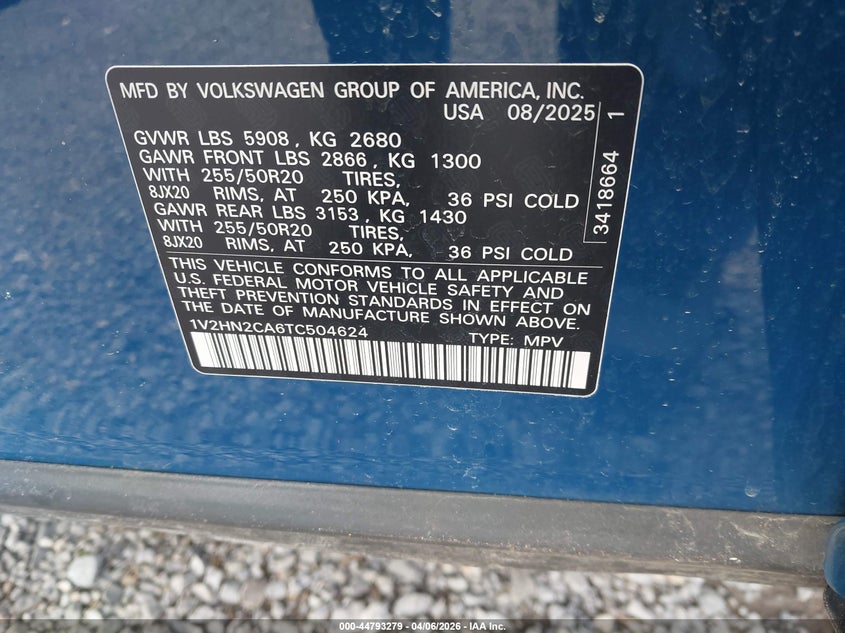 MFD BY VOLKSWAGEN GROUP OF AMERICA, INC.
USA 08/2025
GVWR LBS 5908, KG 2680
GAWR FRONT LBS 2866, KG 1300
WITH 255/50R20 TIRES,
8JX20 RIMS, AT 250 KPA, 36 PSI COLD
GAWR REAR LBS 3153, KG 1430
WITH 255/50R20 TIRES,
8JX20 RIMS, AT 250 KPA, 36 PSI COLD
THIS VEHICLE CONFORMS TO ALL APPLICABLE
U.S. FEDERAL MOTOR VEHICLE SAFETY AND
THEFT PREVENTION STANDARDS IN EFFECT ON
THE DATE OF MANUFACTURE SHOWN ABOVE.
1V2HN2CA6TC504624 TYPE: MPV
3418664 1
000-44793279 - 04/06/2026 - IAA Inc.